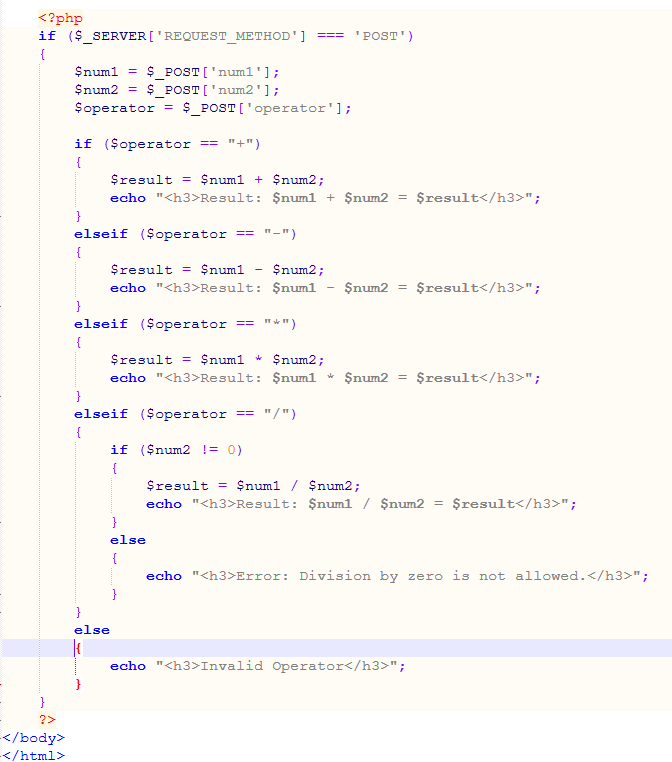 <?php
if ($_SERVER['REQUEST_METHOD'] === 'POST')
{
$num1 = $_POST['num1'];
$num2 = $_POST['num2'];
$operator = $_POST['operator'];
if ($operator == "+")
{
$result = $num1 + $num2;
echo "<h3>Result: $num1 + $num2 = $result</h3>";
}
elseif ($operator == "-")
{
$result = $num1 - $num2;
echo "<h3>Result: $num1 - $num2 = $result</h3>";
}
elseif ($operator == "*")
{
$result = $num1 * $num2;
echo "<h3>Result: $num1 * $num2 = $result</h3>";
}
elseif ($operator == "/")
{
if ($num2 != 0)
{
$result = $num1 / $num2;
echo "<h3>Result: $num1 / $num2 = $result</h3>";
}
else
{
echo "<h3>Error: Division by zero is not allowed.</h3>";
}
}
else
{
echo "<h3>Invalid Operator</h3>";
}
}
?>
</body>
</html>